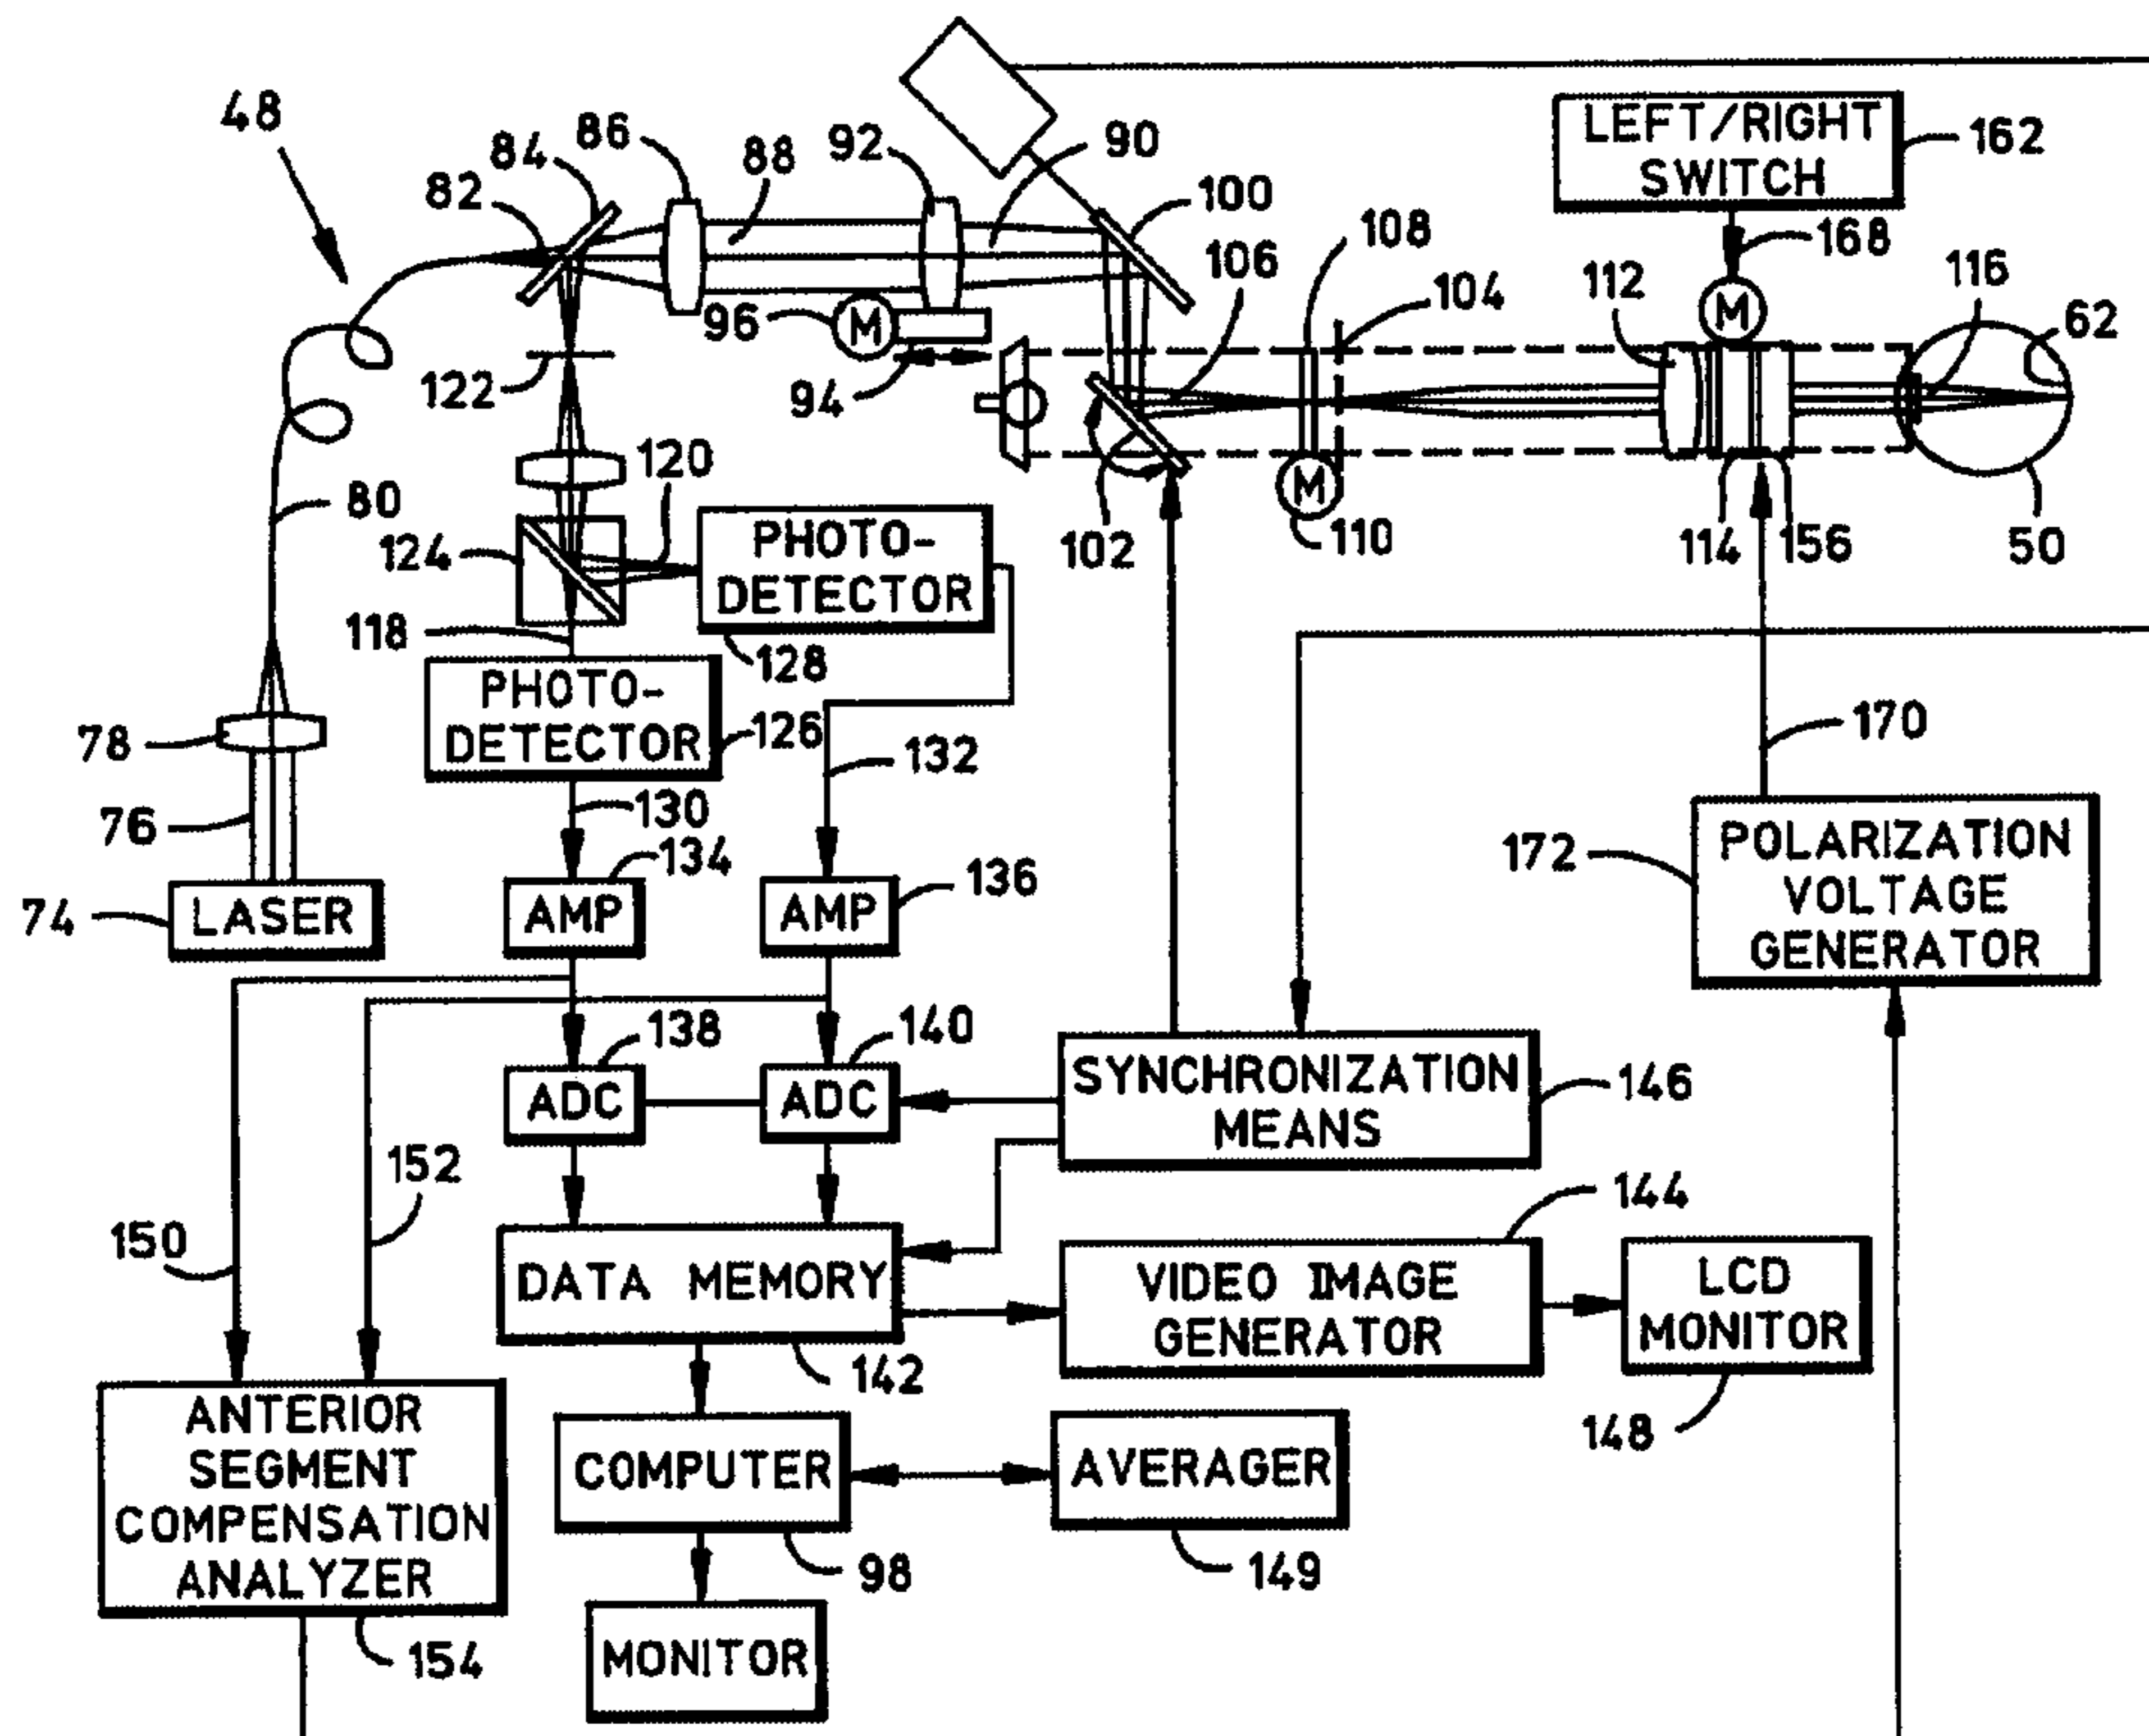 48
82
84
86
88
92
90
100
106
108
104
LEFT/RIGHT
SWITCH
162
168
M
112
116
62
96
M
94
122
120
80
124
118
PHOTO-
DETECTOR
128
102
M
110
114
156
50
PHOTO-
DETECTOR
126
78
76
74
LASER
130
132
134
AMP
136
AMP
170
172
POLARIZATION
VOLTAGE
GENERATOR
138
ADC
140
ADC
SYNCHRONIZATION
MEANS
146
150
152
DATA MEMORY
142
144
VIDEO IMAGE
GENERATOR
LCD
MONITOR
148
ANTERIOR
SEGMENT
COMPENSATION
ANALYZER
154
COMPUTER
98
AVERAGER
149
MONITOR